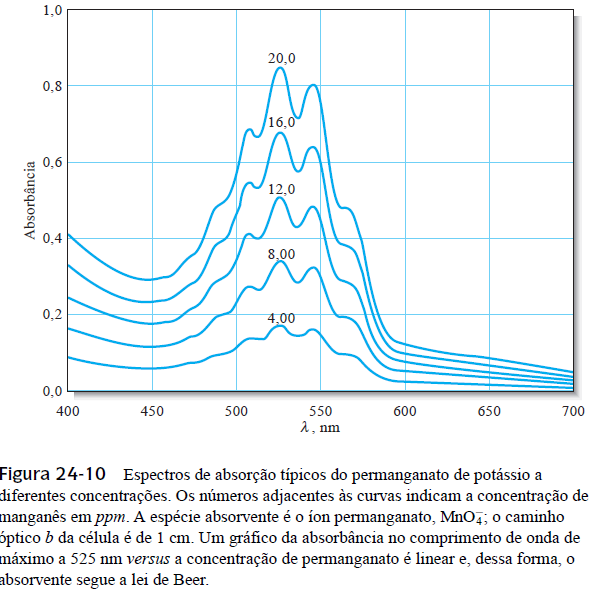 1,0
20,0
0,8
16,0
0,6
Absorbância
12,0
0,4
8,00
0,2
4,00
0,0
400 450 500 550 600 650 700
λ, nm
Figura 24-10 Espectros de absorção típicos do permanganato de potássio a
diferentes concentrações. Os números adjacentes às curvas indicam a concentração de
manganês em ppm. A espécie absorvente é o íon permanganato, MnO₄⁻; o caminho
óptico b da célula é de 1 cm. Um gráfico da absorbância no comprimento de onda de
máximo a 525 nm versus a concentração de permanganato é linear e, dessa forma, o
absorvente segue a lei de Beer.